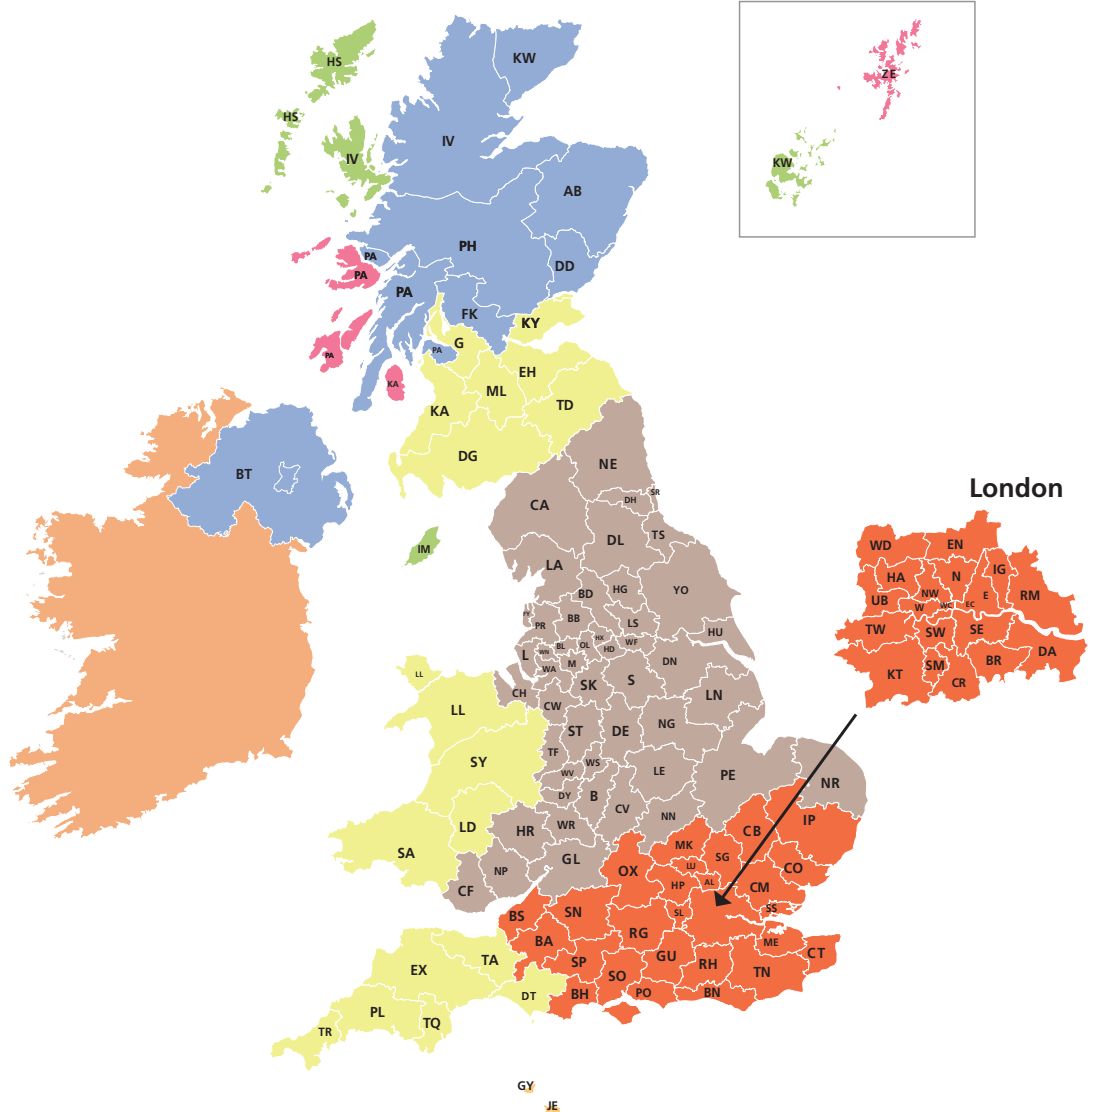 HS
KW
ZE
HS
IV
IV
KW
AB
PH
PA
DD
PA
PA
FK
KY
G
PA
PA
EH
KA
ML
KA
TD
DG
NE
BT
London
SR
DH
CA
TS
DL
WD
EN
IM
LA
IG
HA
N
HG
YO
BD
NW
E
RM
UB
EC
WC
W
FY
BB
PR
LS
TW
SW
SE
HU
HX
WF
OL
BL
HD
WN
L
M
DN
DA
BR
SM
WA
LL
KT
CR
S
SK
CH
LN
CW
LL
NG
ST
DE
TF
SY
WS
LE
WV
PE
NR
DY
B
CV
NN
IP
WR
LD
HR
CB
MK
SA
SG
GL
LU
CO
NP
OX
AL
HP
CM
CF
SS
SN
SL
BS
RG
BA
ME
CT
GU
TA
SP
RH
EX
TN
SO
DT
BH
PO
BN
PL
TQ
TR
GY
JE